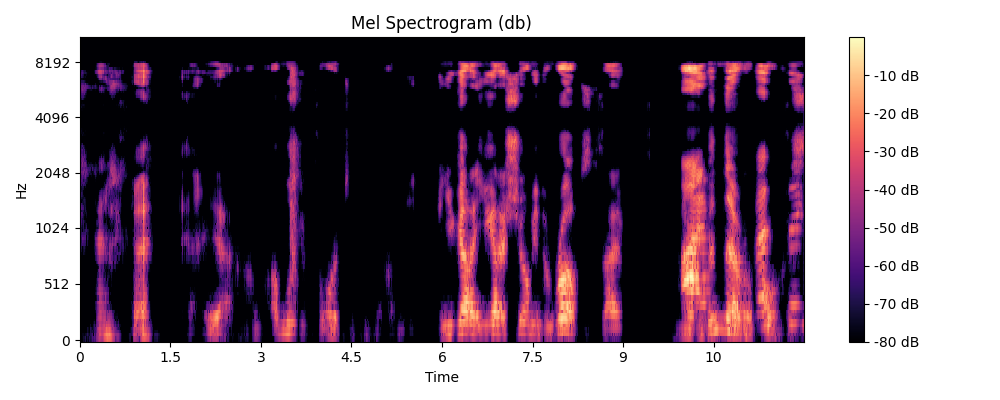 Mel Spectrogram (db)
8192
4096
2048
1024
512
0
Hz
0 1.5 3 4.5 6 7.5 9 10
Time
-10 dB
-20 dB
-30 dB
-40 dB
-50 dB
-60 dB
-70 dB
-80 dB